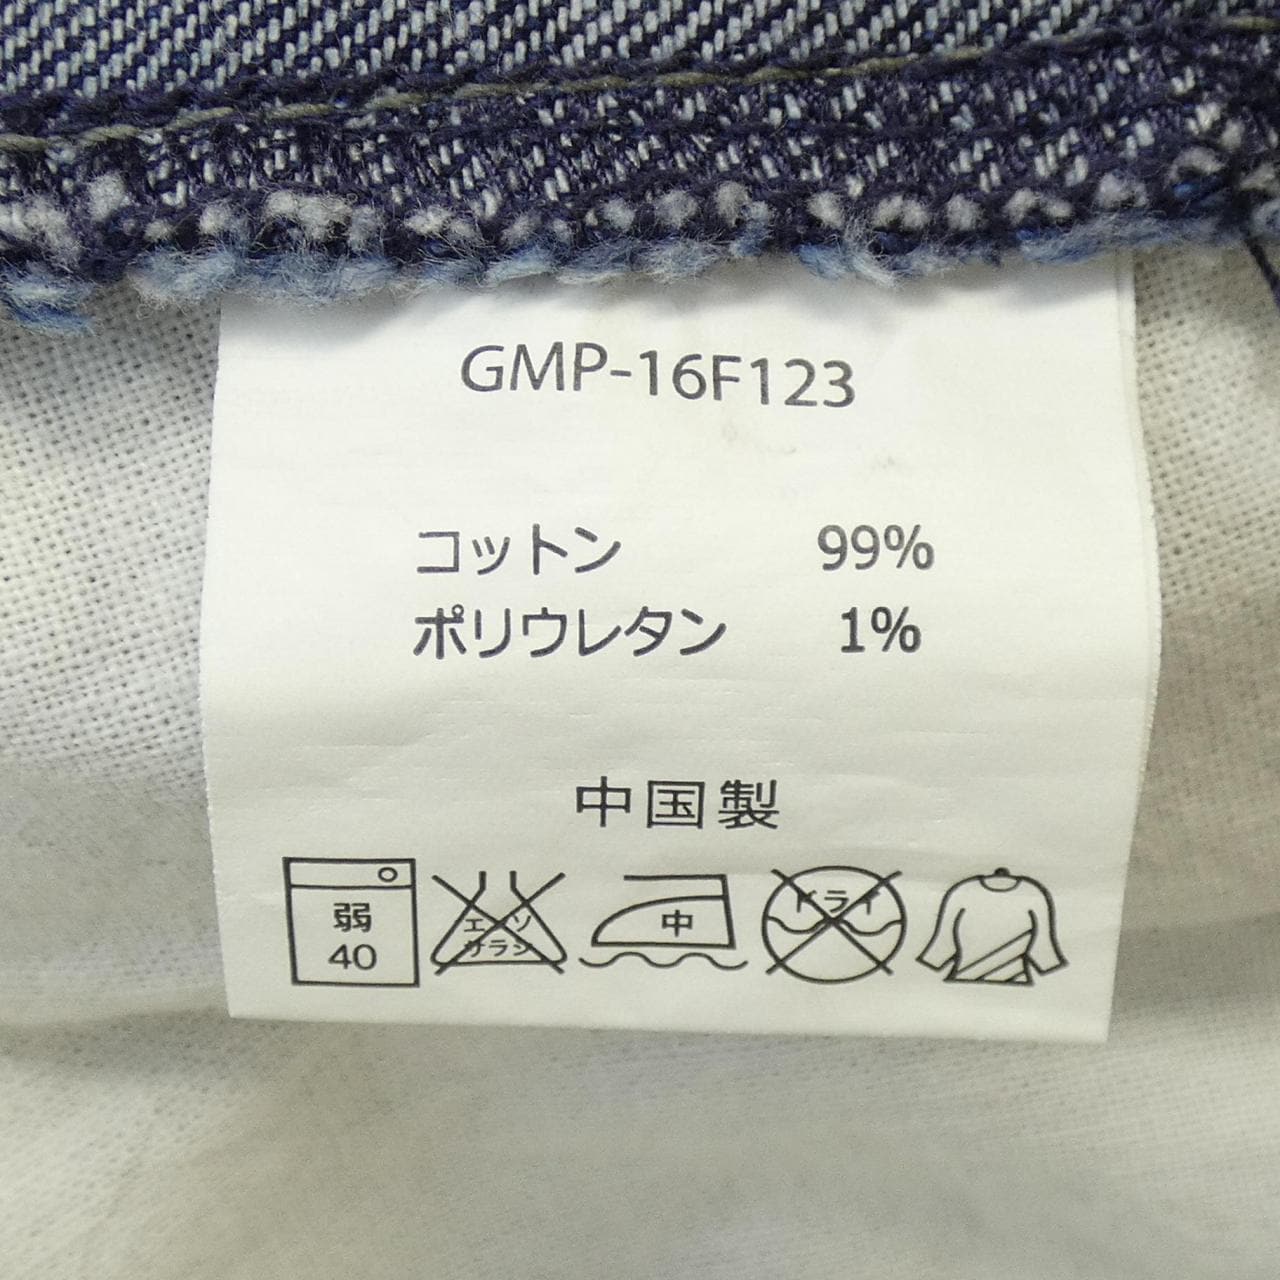 GMP-16F123
コットン 99%
ポリウレタン 1%
中国製
弱 エンソ 中 ドライ
40 サラシ